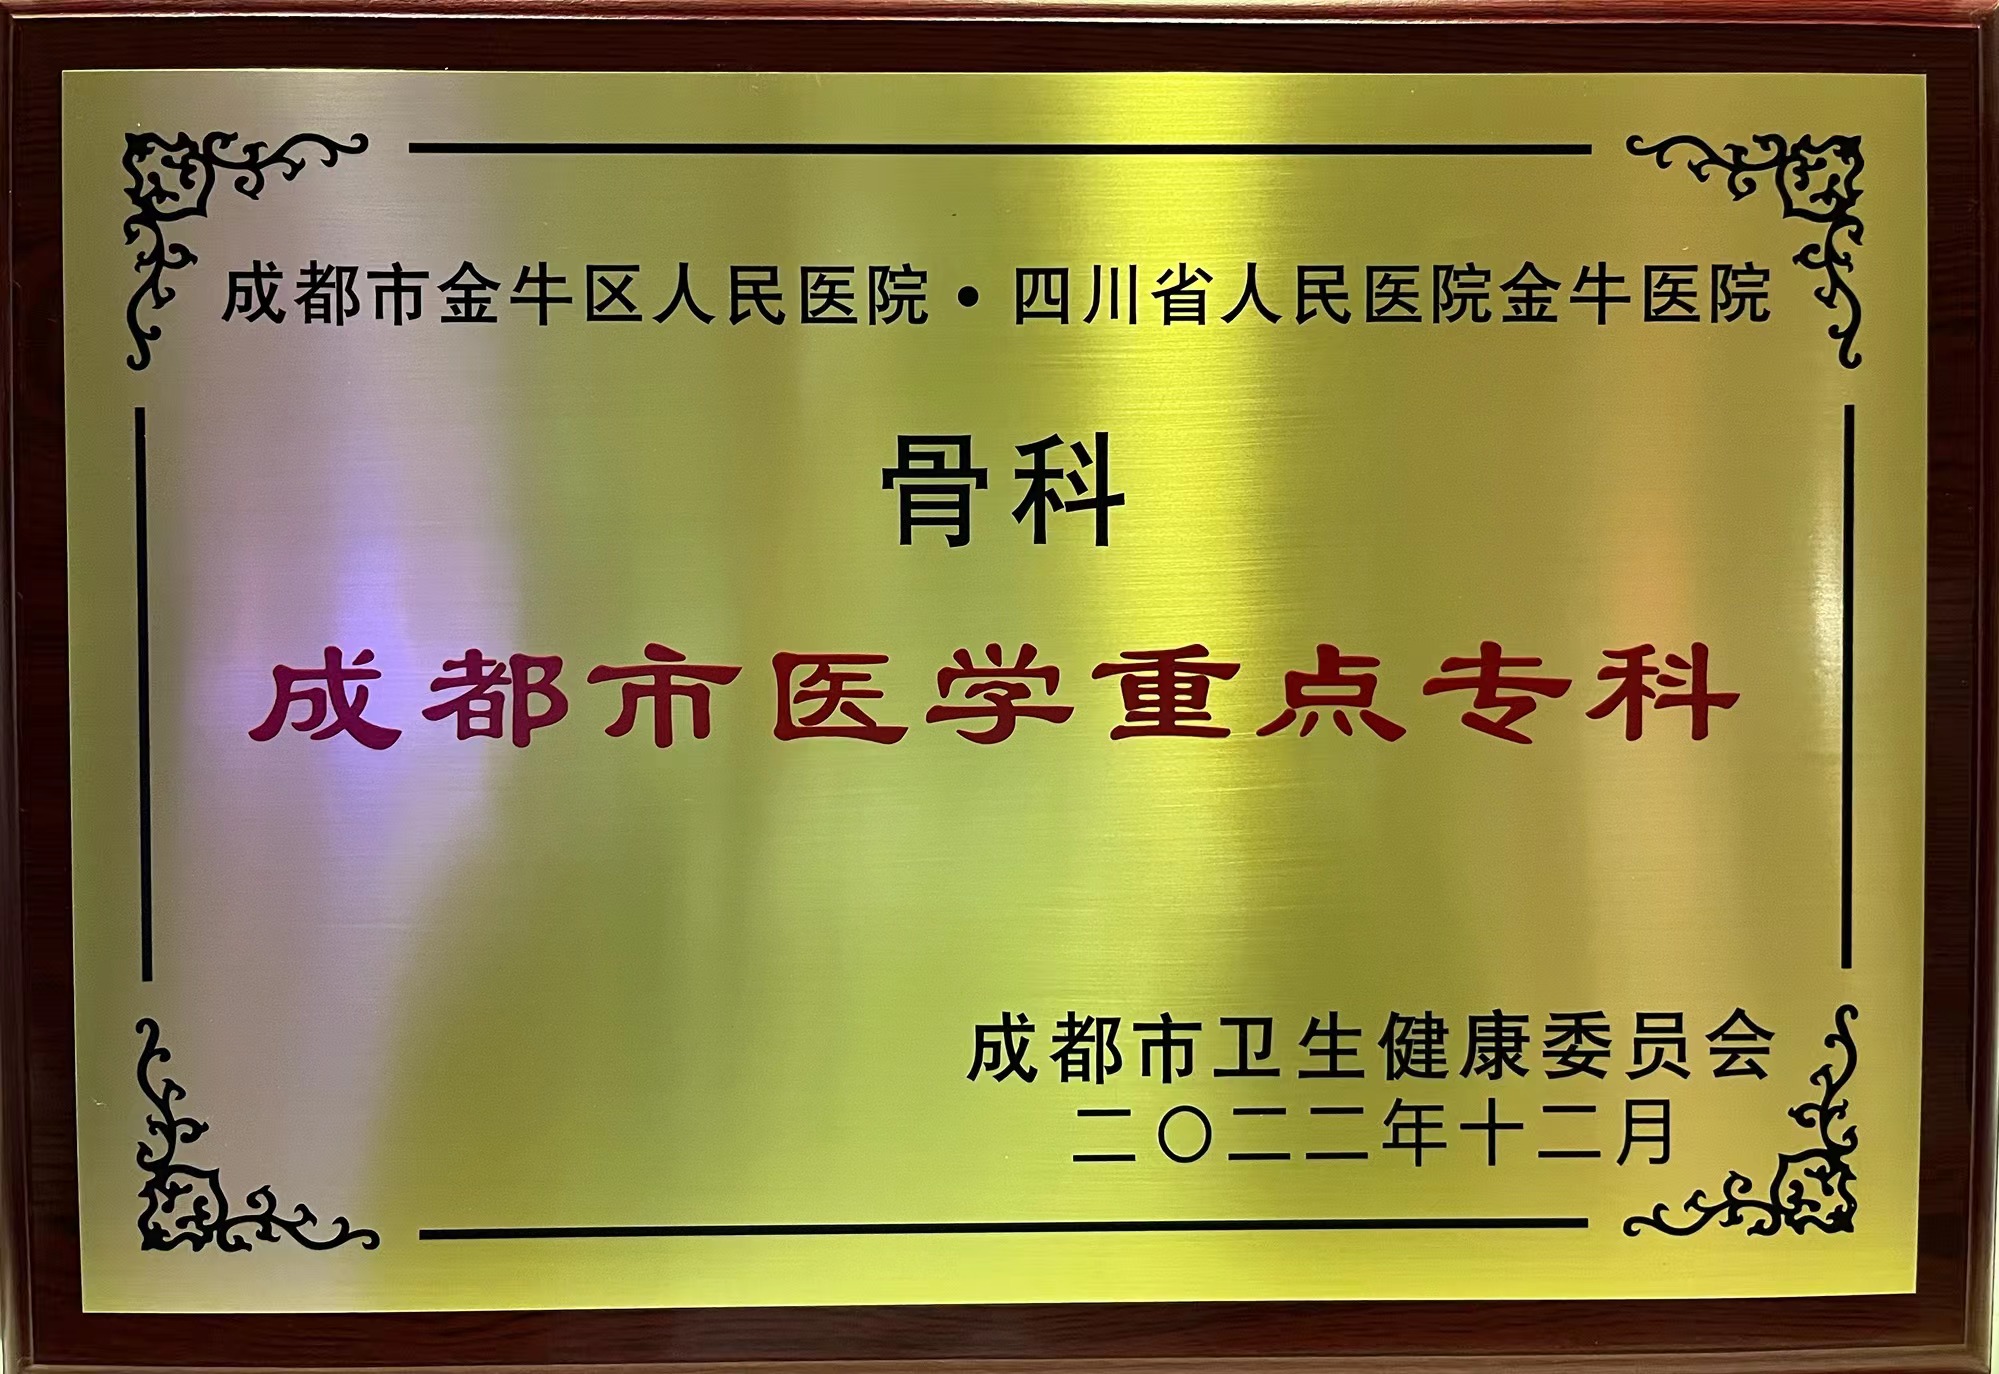 成都市金牛区人民医院·四川省人民医院金牛医院
骨科
成都市医学重点专科
成都市卫生健康委员会
二〇二二年十二月